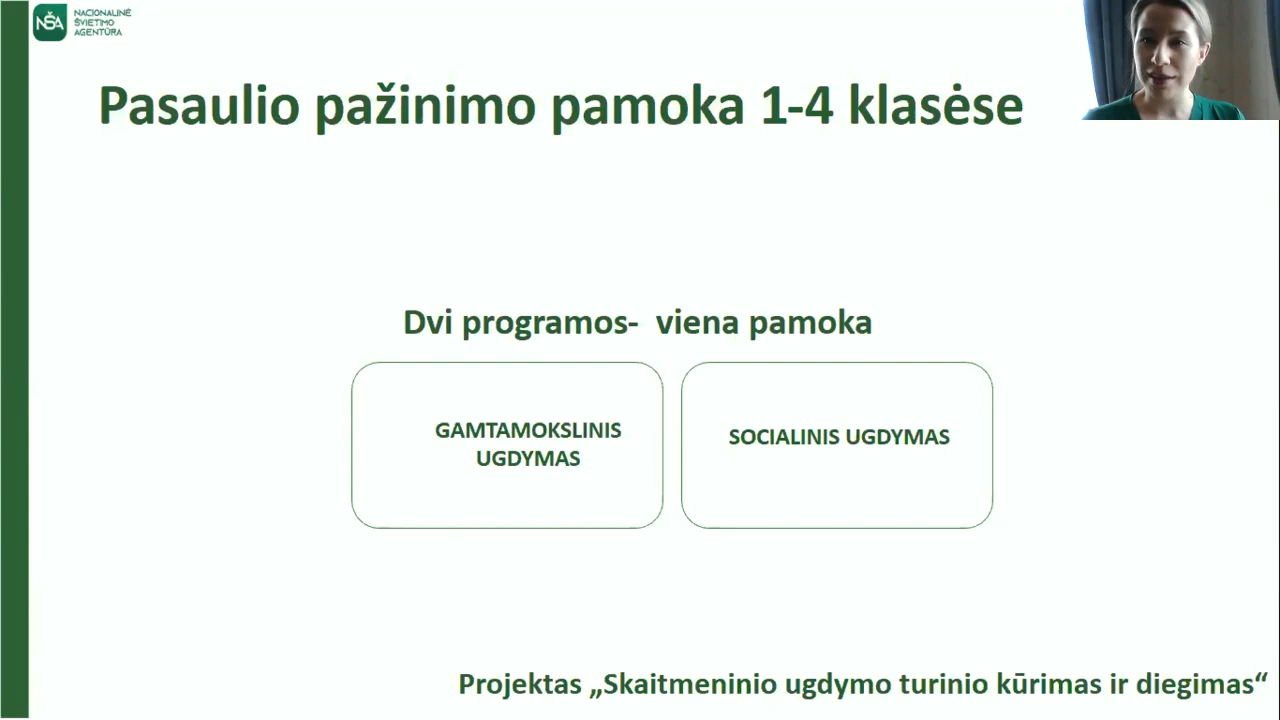 NŠA
NACIONALINĖ
ŠVIETIMO
AGENTŪRA
Pasaulio pažinimo pamoka 1-4 klasėse
Dvi programos- viena pamoka
GAMTAMOKSLINIS
UGDYMAS
SOCIALINIS UGDYMAS
Projektas „Skaitmeninio ugdymo turinio kūrimas ir diegimas“